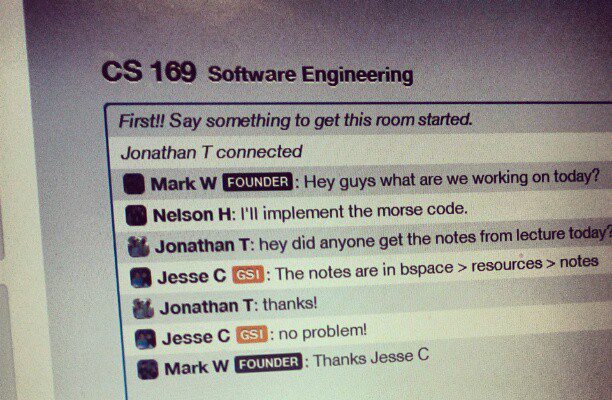 CS 169 Software Engineering
First!! Say something to get this room started.
Jonathan T connected
Mark W FOUNDER: Hey guys what are we working on today?
Nelson H: I'll implement the morse code.
Jonathan T: hey did anyone get the notes from lecture today?
Jesse C GSI: The notes are in bspace > resources > notes
Jonathan T: thanks!
Jesse C GSI: no problem!
Mark W FOUNDER: Thanks Jesse C